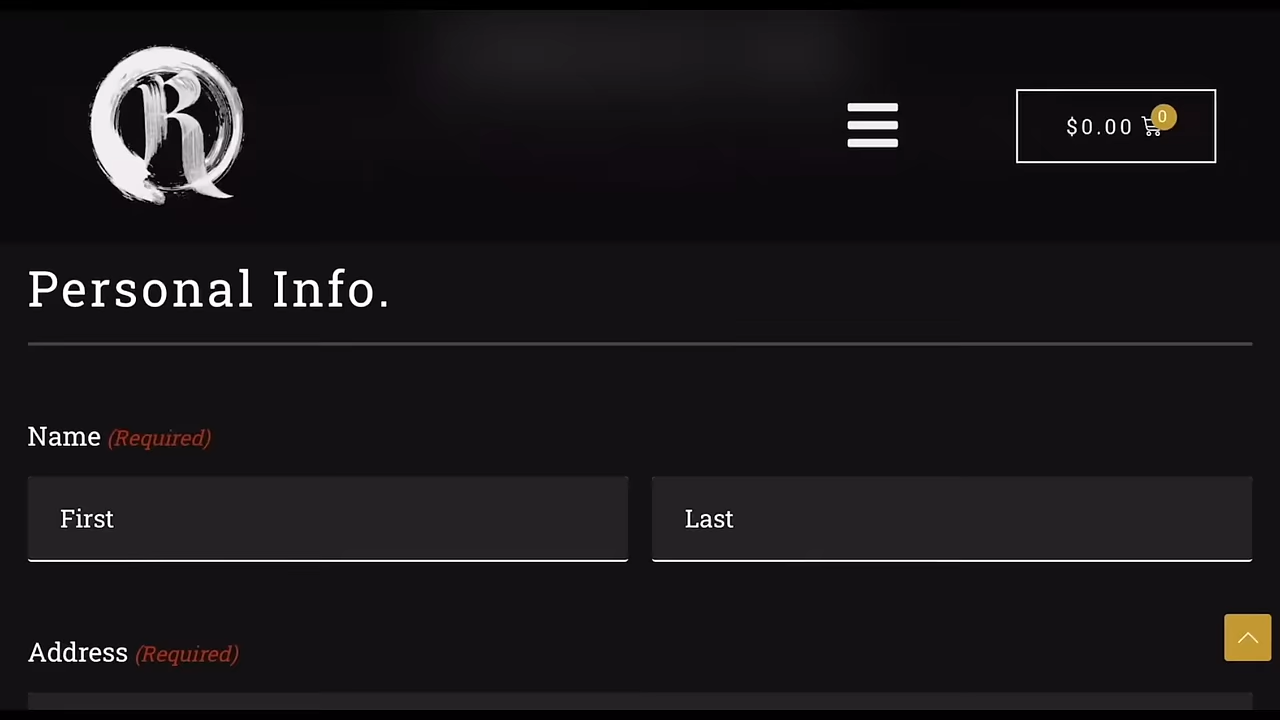 R
$0.00 0
Personal Info.
Name (Required)
First Last
Address (Required)